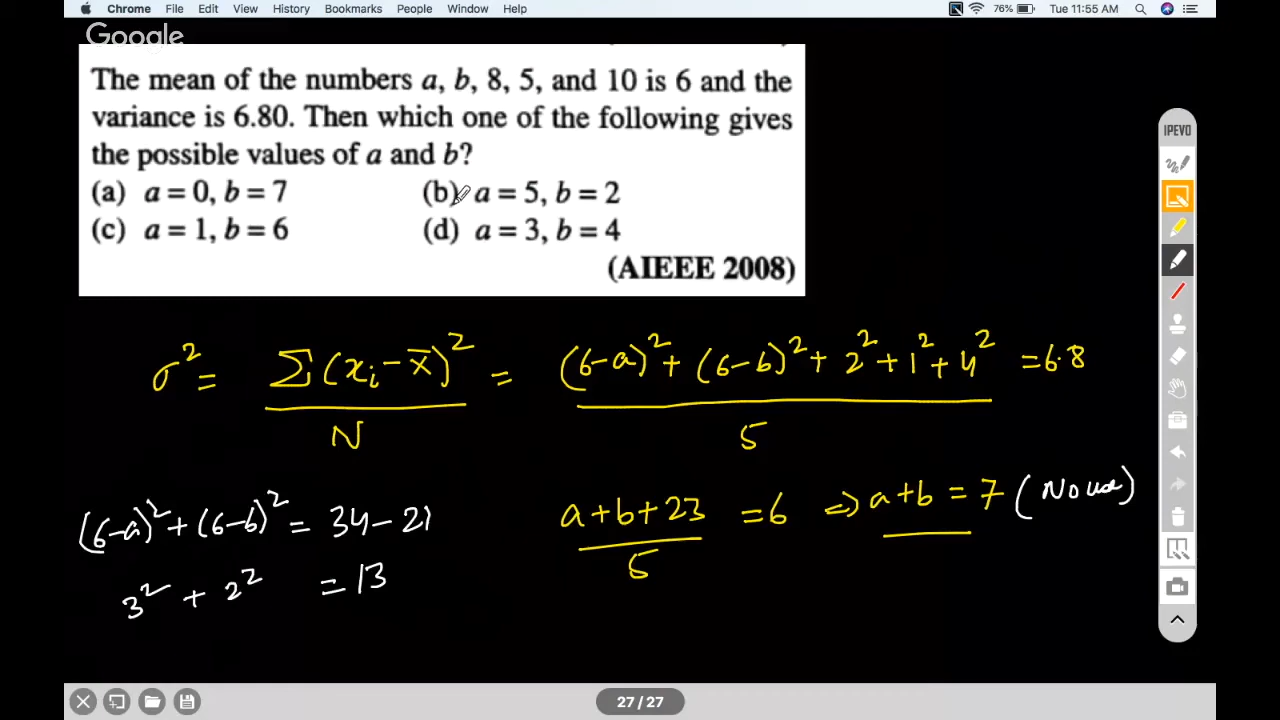 Chrome File Edit View History Bookmarks People Window Help 76% Tue 11:55 AM
Google
The mean of the numbers a, b, 8, 5, and 10 is 6 and the
variance is 6.80. Then which one of the following gives
the possible values of a and b?
(a) a = 0, b = 7 (b) a = 5, b = 2
(c) a = 1, b = 6 (d) a = 3, b = 4
(AIEEE 2008)
IPEVO
σ² = Σ(xᵢ - x̄)² / N = (6-a)² + (6-b)² + 2² + 1² + 4² / 5 = 6.8
a+b+23 / 5 = 6 ⇒ a+b = 7 (No use)
(6-a)² + (6-b)² = 34 - 21
3² + 2² = 13
27 / 27